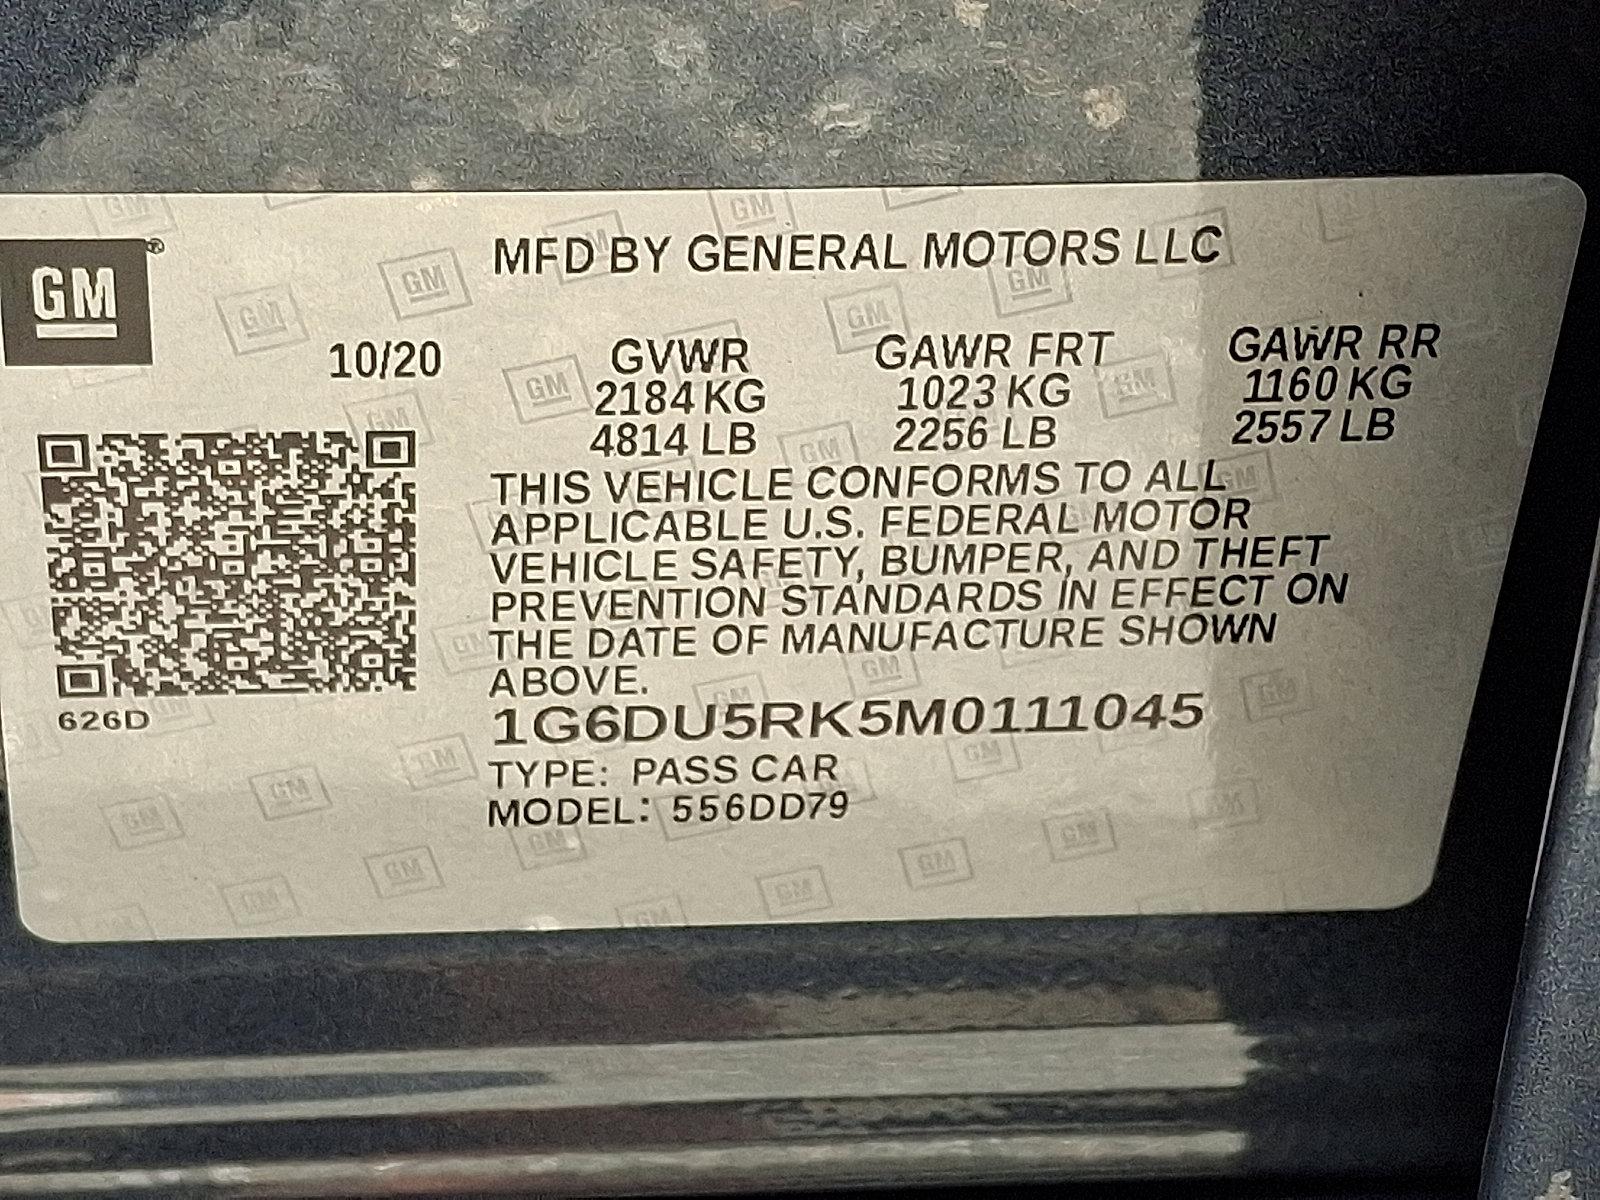 GM®
MFD BY GENERAL MOTORS LLC
10/20
GVWR GAWR FRT GAWR RR
2184 KG 1023 KG 1160 KG
4814 LB 2256 LB 2557 LB
THIS VEHICLE CONFORMS TO ALL
APPLICABLE U.S. FEDERAL MOTOR
VEHICLE SAFETY, BUMPER, AND THEFT
PREVENTION STANDARDS IN EFFECT ON
THE DATE OF MANUFACTURE SHOWN
ABOVE.
626D
1G6DU5RK5M0111045
TYPE: PASS CAR
MODEL: 556DD79